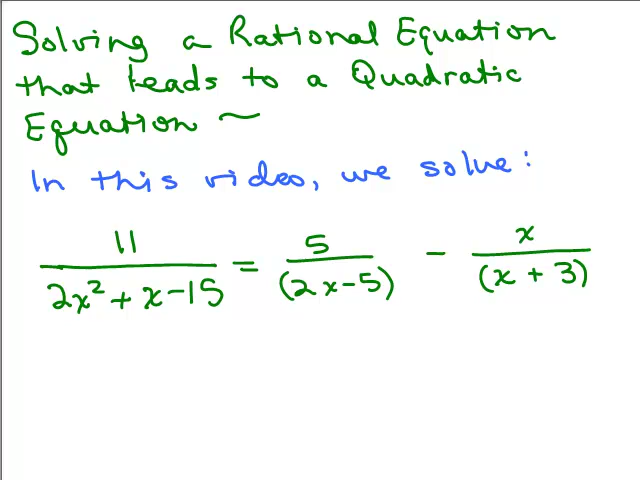 Solving a Rational Equation
that leads to a Quadratic
Equation ~
In this video, we solve:
11/(2x² + x - 15) = 5/(2x - 5) - x/(x + 3)